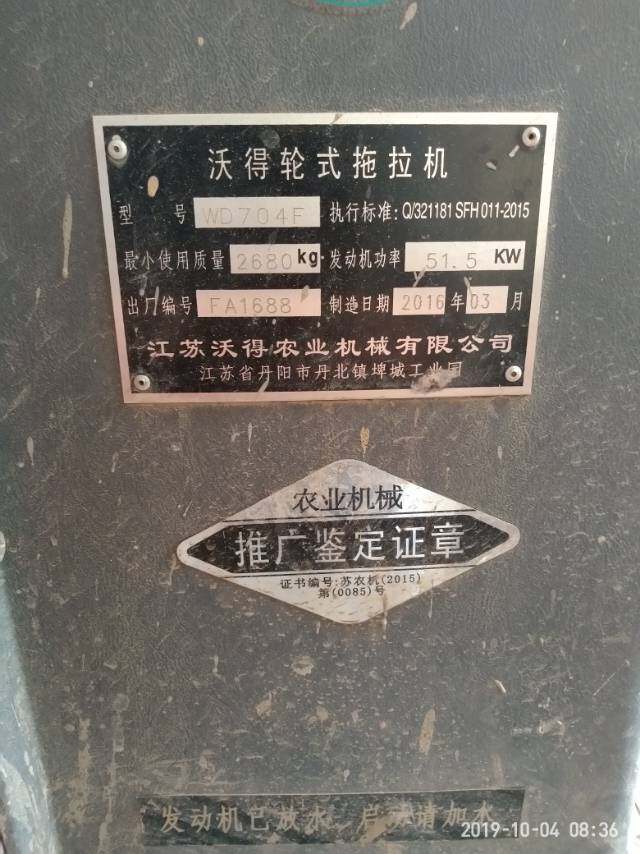 沃得轮式拖拉机
型 号 WD704F 执行标准: Q/321181 SFH 011-2015
最小使用质量 2680 kg 发动机功率 51.5 KW
出厂编号 FA1688 制造日期 2016 年 03 月
江苏沃得农业机械有限公司
江苏省丹阳市丹北镇埤城工业园
农业机械
推广鉴定证章
证书编号:苏农机(2015)
第(0085)号
发动机已放水 启动请加水
2019-10-04 08:36